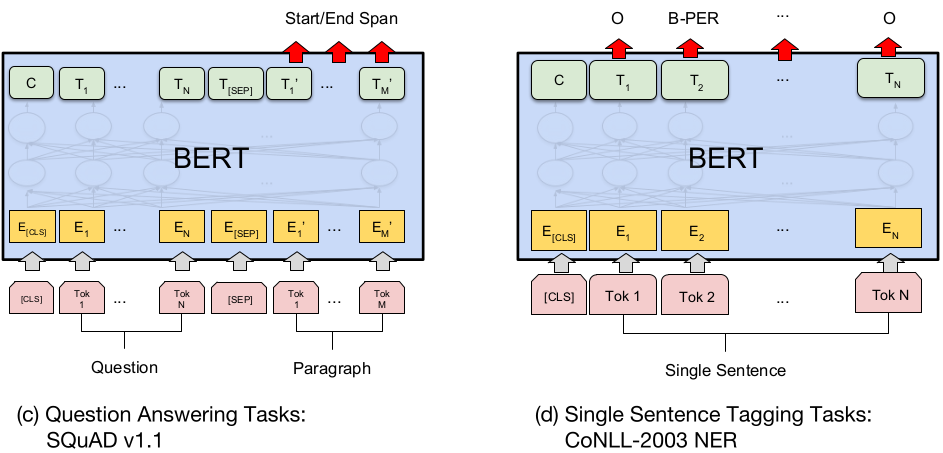 Start/End Span
C T1 ... TN T[SEP] T1’ ... TM’
...
BERT
...
E[CLS] E1 ... EN E[SEP] E1’ ... EM’
[CLS] Tok 1 ... Tok N [SEP] Tok 1 ... Tok M
Question Paragraph
(c) Question Answering Tasks:
SQuAD v1.1
O B-PER ... O
C T1 T2 ... TN
...
BERT
...
E[CLS] E1 E2 ... EN
[CLS] Tok 1 Tok 2 ... Tok N
Single Sentence
(d) Single Sentence Tagging Tasks:
CoNLL-2003 NER